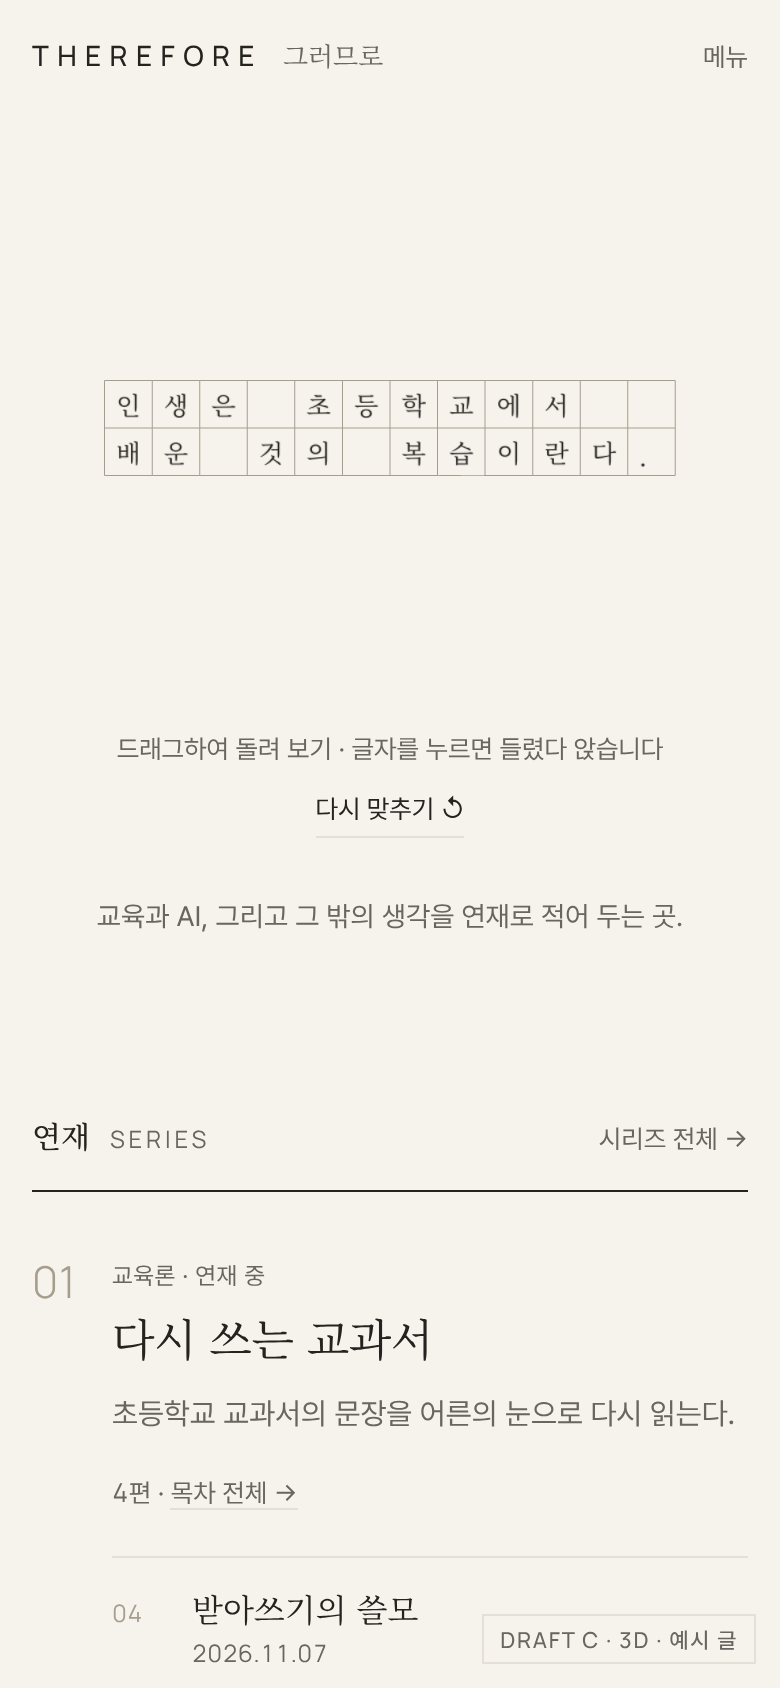 THEREFORE 그러므로
메뉴
인생은 초등학교에서
배운 것의 복습이란다.
드래그하여 돌려 보기 · 글자를 누르면 들렸다 앉습니다
다시 맞추기 ↺
교육과 AI, 그리고 그 밖의 생각을 연재로 적어 두는 곳.
연재 SERIES
시리즈 전체 →
01
교육론 · 연재 중
다시 쓰는 교과서
초등학교 교과서의 문장을 어른의 눈으로 다시 읽는다.
4편 · 목차 전체 →
04
받아쓰기의 쓸모
2026.11.07
DRAFT C · 3D · 예시 글